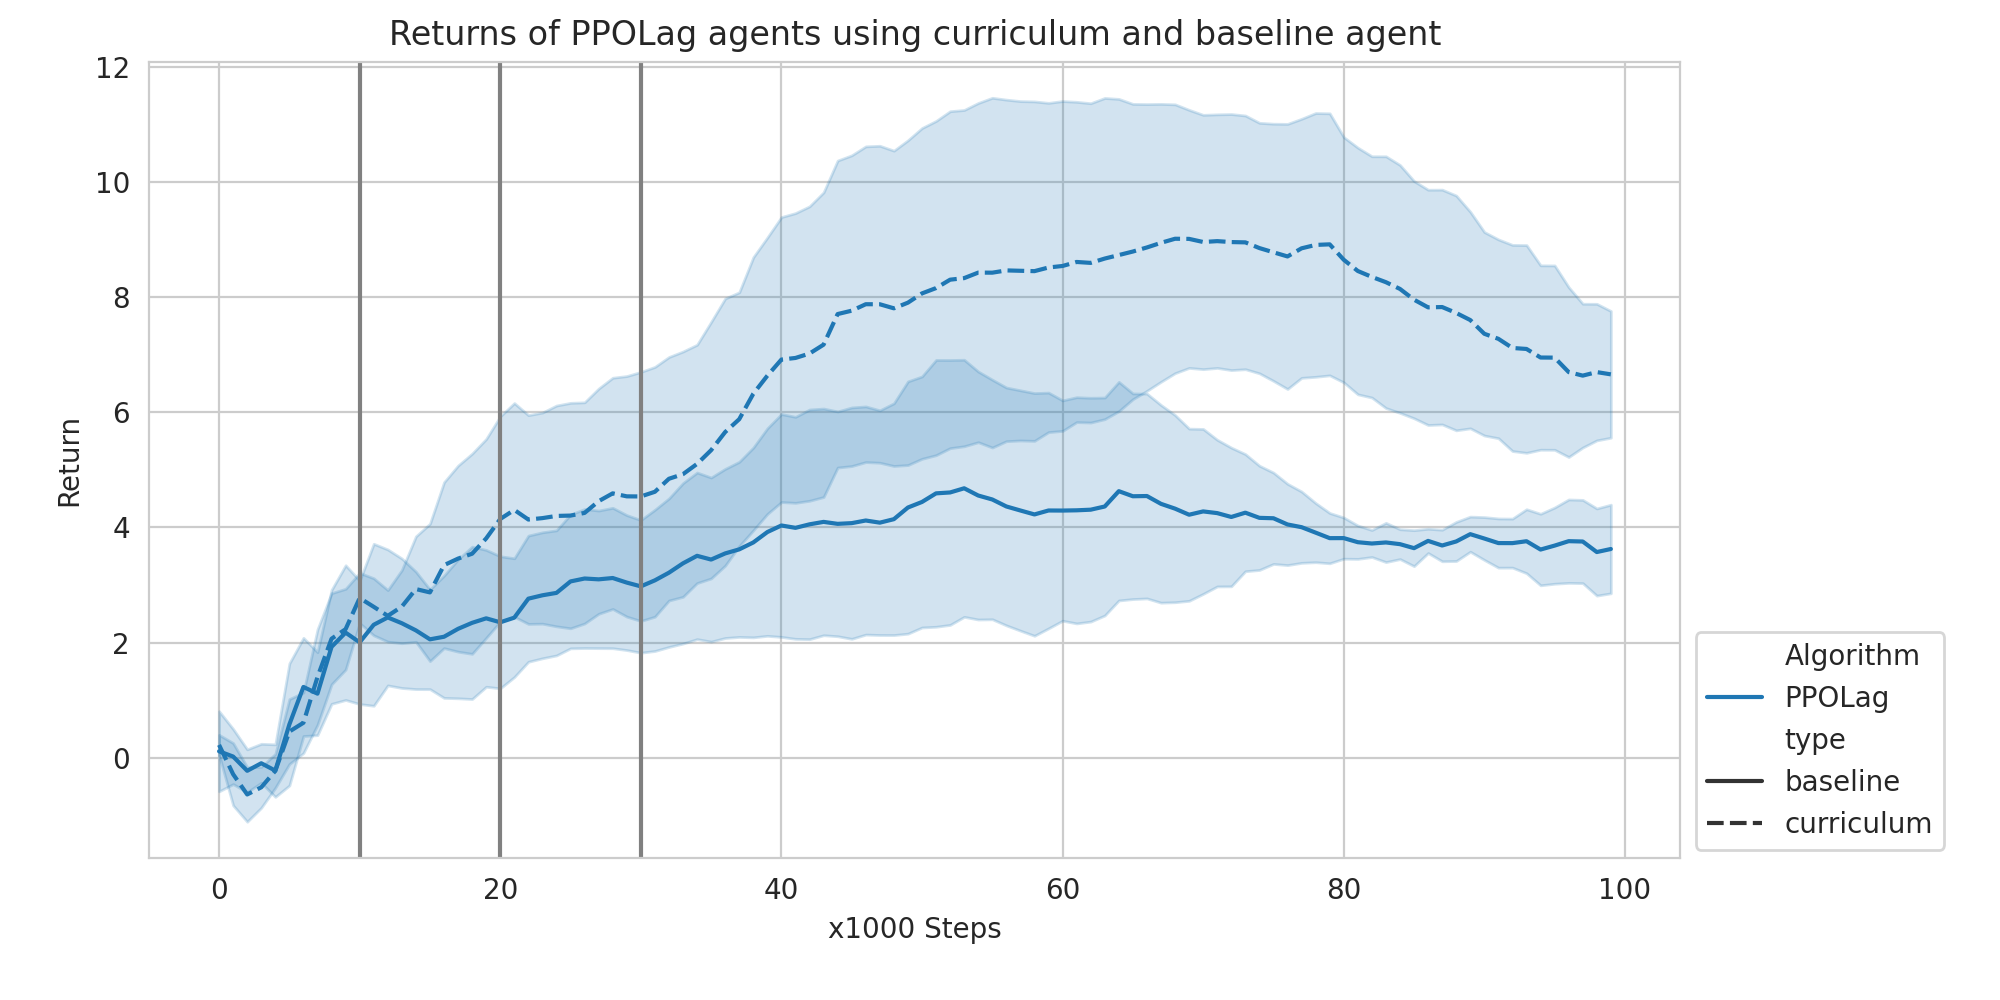 Returns of PPOLag agents using curriculum and baseline agent
12
10
8
6
4
2
0
Return
0 20 40 60 80 100
x1000 Steps
Algorithm
PPOLag
type
baseline
curriculum